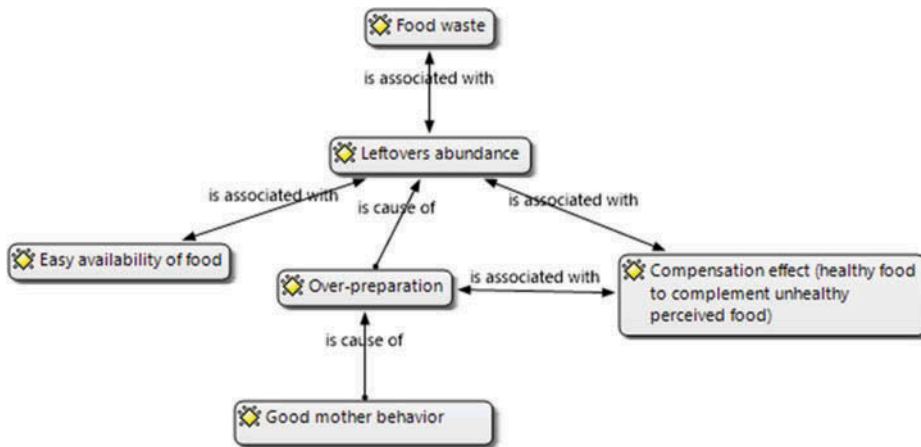 Food waste
is associated with
Leftovers abundance
is associated with
is cause of
is associated with
Easy availability of food
Over-preparation
is associated with
Compensation effect (healthy food
to complement unhealthy
perceived food)
is cause of
Good mother behavior